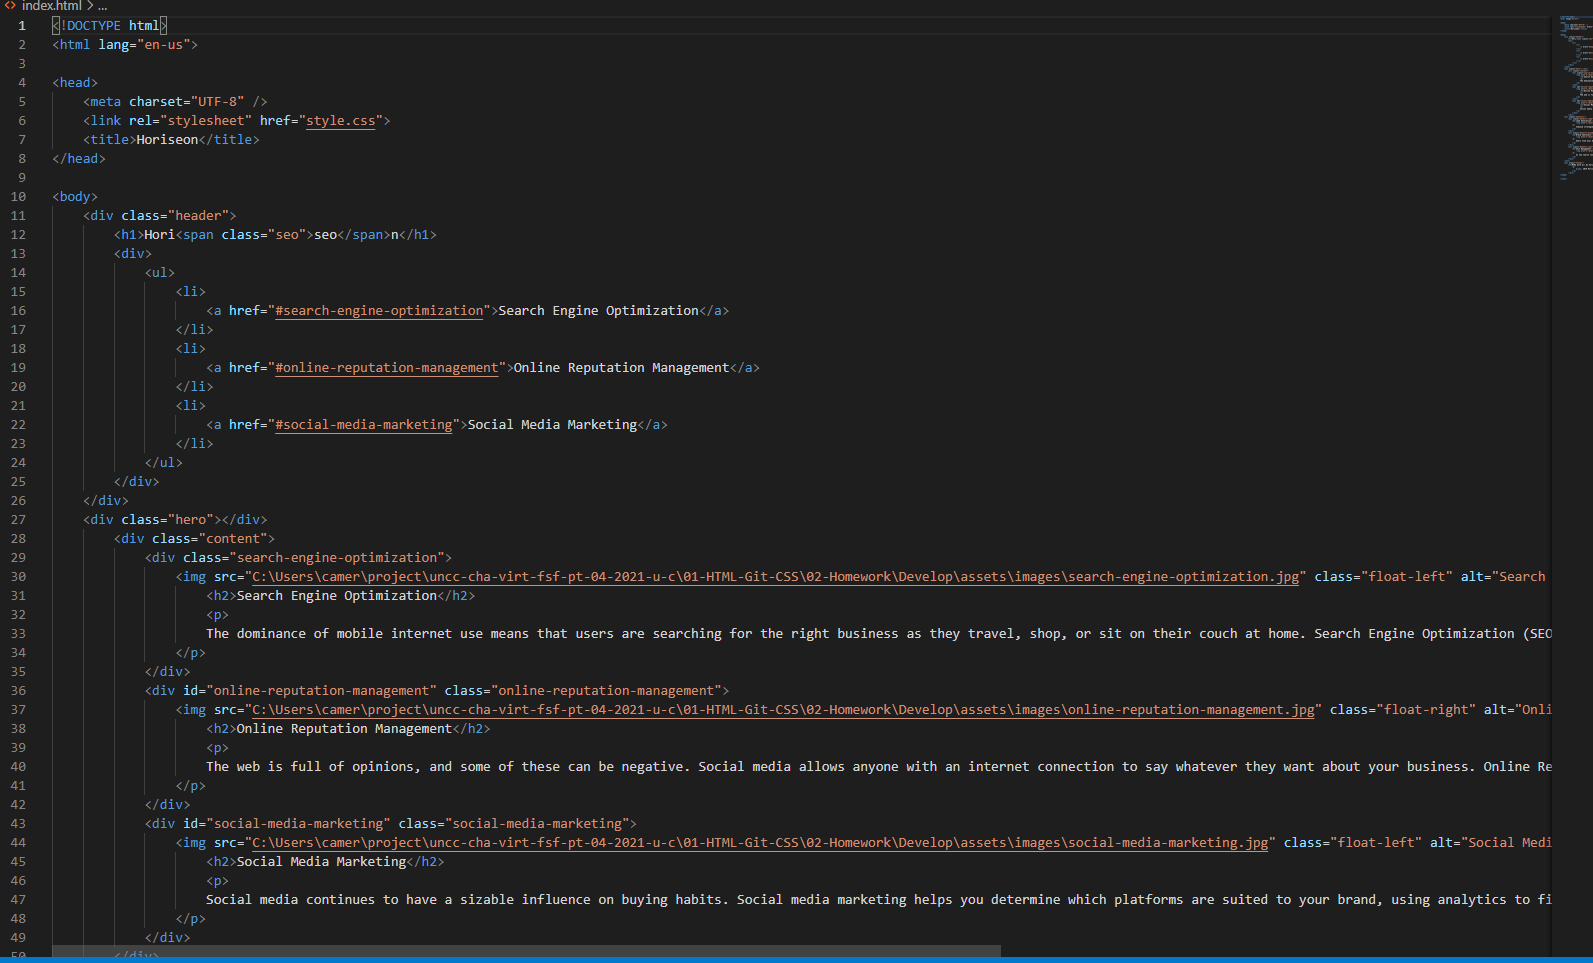 index.html > ...
1 <!DOCTYPE html>
2 <html lang="en-us">
3
4 <head>
5     <meta charset="UTF-8" />
6     <link rel="stylesheet" href="style.css">
7     <title>Horiseon</title>
8 </head>
9
10 <body>
11     <div class="header">
12         <h1>Hori<span class="seo">seo</span>n</h1>
13         <div>
14             <ul>
15                 <li>
16                     <a href="#search-engine-optimization">Search Engine Optimization</a>
17                 </li>
18                 <li>
19                     <a href="#online-reputation-management">Online Reputation Management</a>
20                 </li>
21                 <li>
22                     <a href="#social-media-marketing">Social Media Marketing</a>
23                 </li>
24             </ul>
25         </div>
26     </div>
27     <div class="hero"></div>
28         <div class="content">
29             <div class="search-engine-optimization">
30                 <img src="C:\Users\camer\project\uncc-cha-virt-fsf-pt-04-2021-u-c\01-HTML-Git-CSS\02-Homework\Develop\assets\images\search-engine-optimization.jpg" class="float-left" alt="Search
31                     <h2>Search Engine Optimization</h2>
32                     <p>
33                     The dominance of mobile internet use means that users are searching for the right business as they travel, shop, or sit on their couch at home. Search Engine Optimization (SEO
34                 </p>
35             </div>
36             <div id="online-reputation-management" class="online-reputation-management">
37                 <img src="C:\Users\camer\project\uncc-cha-virt-fsf-pt-04-2021-u-c\01-HTML-Git-CSS\02-Homework\Develop\assets\images\online-reputation-management.jpg" class="float-right" alt="Onli
38                     <h2>Online Reputation Management</h2>
39                     <p>
40                     The web is full of opinions, and some of these can be negative. Social media allows anyone with an internet connection to say whatever they want about your business. Online Re
41                 </p>
42             </div>
43             <div id="social-media-marketing" class="social-media-marketing">
44                 <img src="C:\Users\camer\project\uncc-cha-virt-fsf-pt-04-2021-u-c\01-HTML-Git-CSS\02-Homework\Develop\assets\images\social-media-marketing.jpg" class="float-left" alt="Social Medi
45                     <h2>Social Media Marketing</h2>
46                     <p>
47                     Social media continues to have a sizable influence on buying habits. Social media marketing helps you determine which platforms are suited to your brand, using analytics to fi
48                 </p>
49             </div>
50         </div>